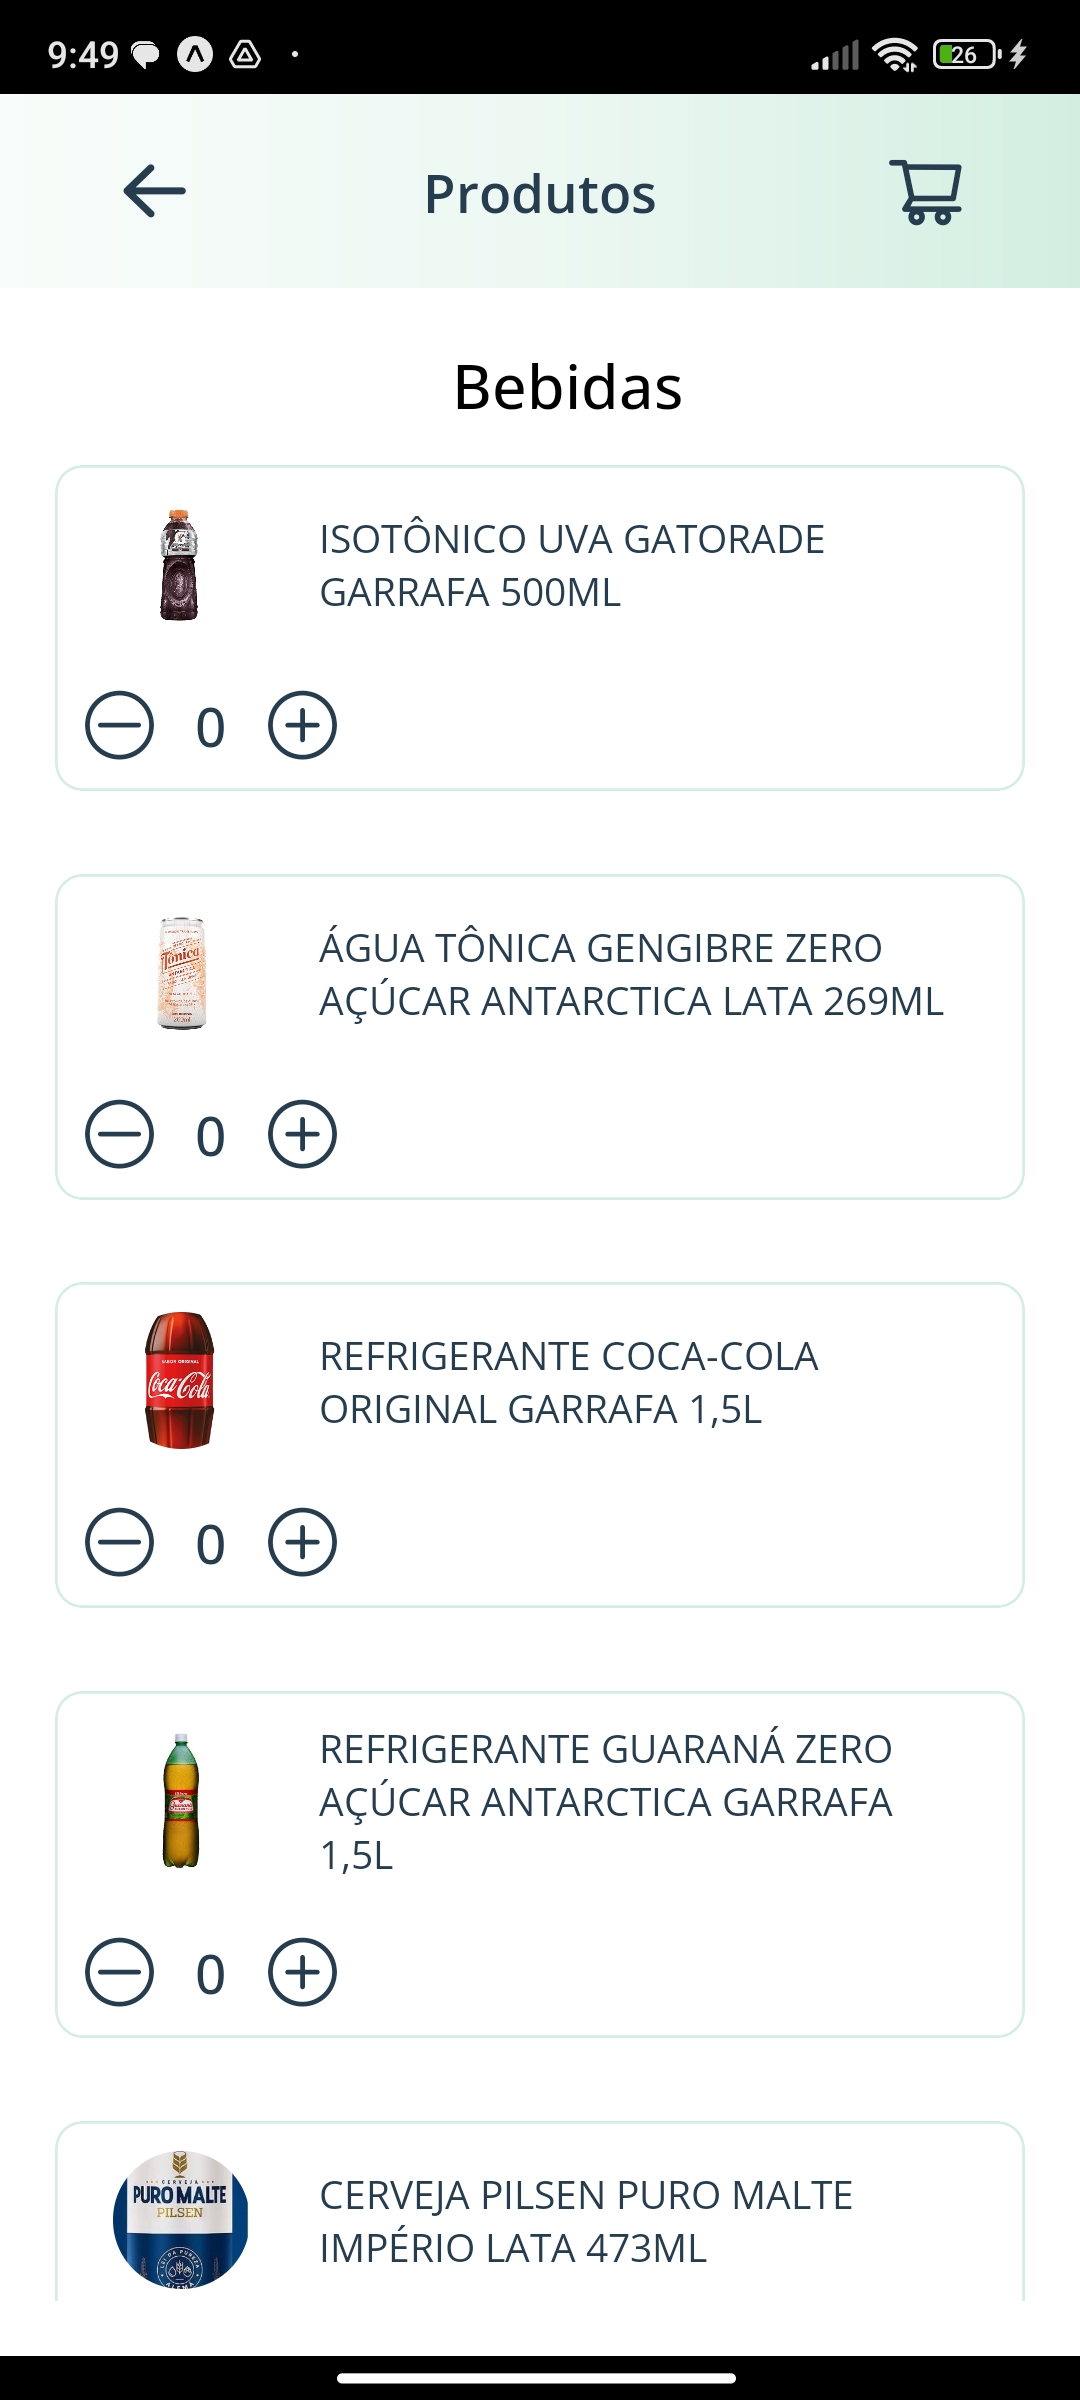 9:49
26
Produtos
Bebidas
ISOTÔNICO UVA GATORADE
GARRAFA 500ML
0
Tônica
ÁGUA TÔNICA GENGIBRE ZERO
AÇÚCAR ANTARCTICA LATA 269ML
0
SABOR ORIGINAL
Coca-Cola
REFRIGERANTE COCA-COLA
ORIGINAL GARRAFA 1,5L
0
REFRIGERANTE GUARANÁ ZERO
AÇÚCAR ANTARCTICA GARRAFA
1,5L
0
CERVEJA
PURO MALTE
PILSEN
CERVEJA PILSEN PURO MALTE
IMPÉRIO LATA 473ML